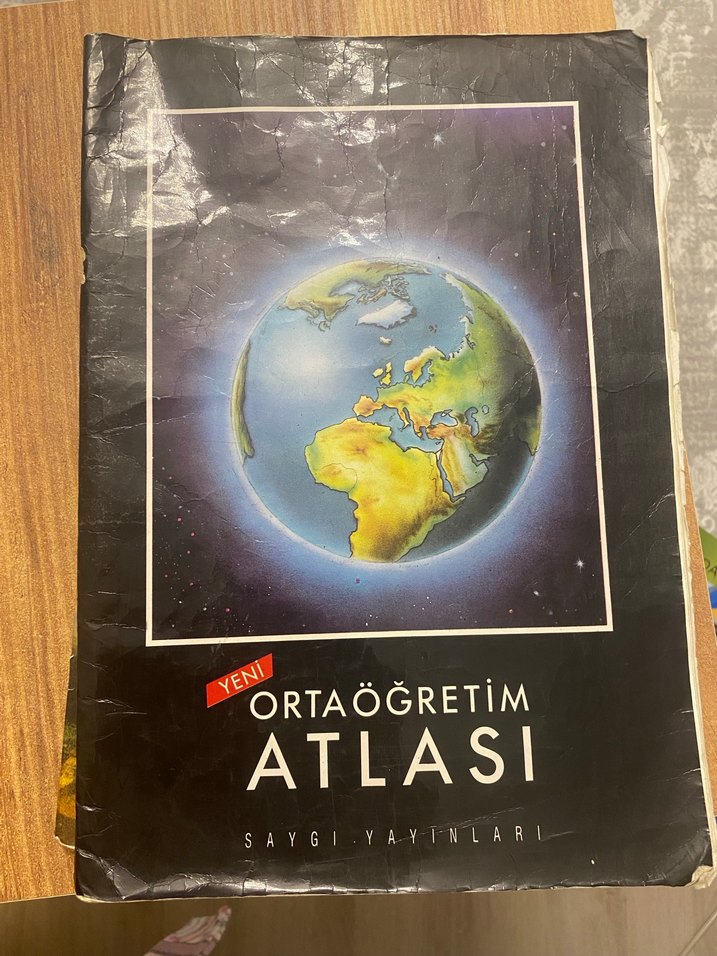 YENİ
ORTAÖĞRETİM
ATLASI
SAYGI YAYINLARI